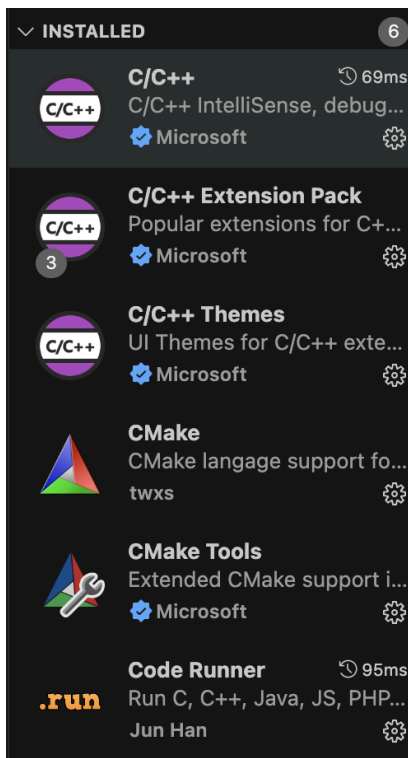 INSTALLED 6
C/C++ 69ms
C/C++ IntelliSense, debug...
C/C++
Microsoft
C/C++ Extension Pack
Popular extensions for C+...
C/C++
3
Microsoft
C/C++ Themes
UI Themes for C/C++ exte...
C/C++
Microsoft
CMake
CMake langage support fo...
twxs
CMake Tools
Extended CMake support i...
Microsoft
Code Runner 95ms
.run
Run C, C++, Java, JS, PHP...
Jun Han